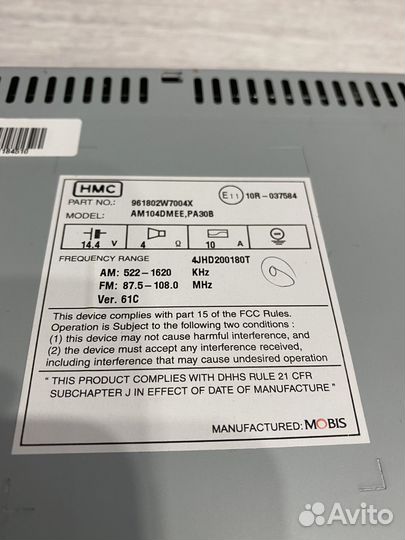 184510
HMC
PART NO.: 961802W7004X
E11 10R-037584
MODEL: AM104DMEE,PA30B
14.4 V 4 Ω 10 A
FREQUENCY RANGE 4JHD200180T
AM: 522-1620 KHz
FM: 87.5-108.0 MHz
Ver. 61C
This device complies with part 15 of the FCC Rules.
Operation is Subject to the following two conditions :
(1) this device may not cause harmful interference, and
(2) the device must accept any interference received,
including interference that may cause undesired operation
" THIS PRODUCT COMPLIES WITH DHHS RULE 21 CFR
SUBCHAPTER J IN EFFECT OF DATE OF MANUFACTURE."
MANUFACTURED: MOBIS
Avito